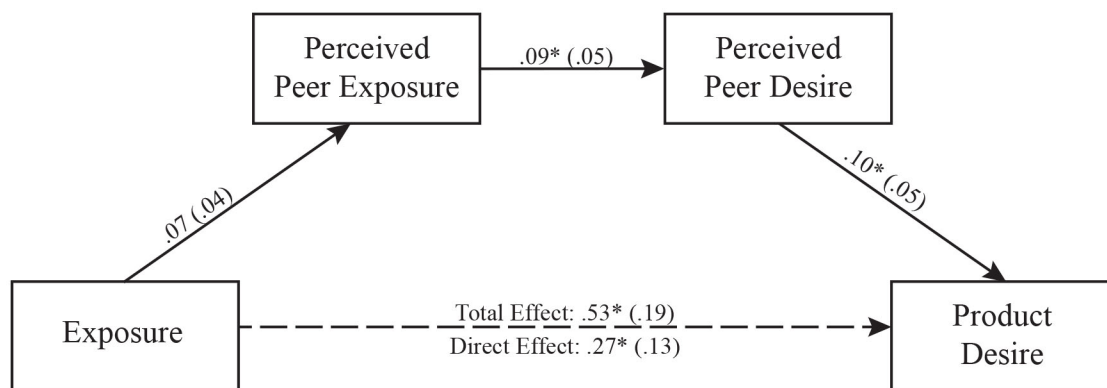 Perceived
Peer Exposure
.09* (.05)
Perceived
Peer Desire
.07 (.04)
.10* (.05)
Exposure
Total Effect: .53* (.19)
Direct Effect: .27* (.13)
Product
Desire